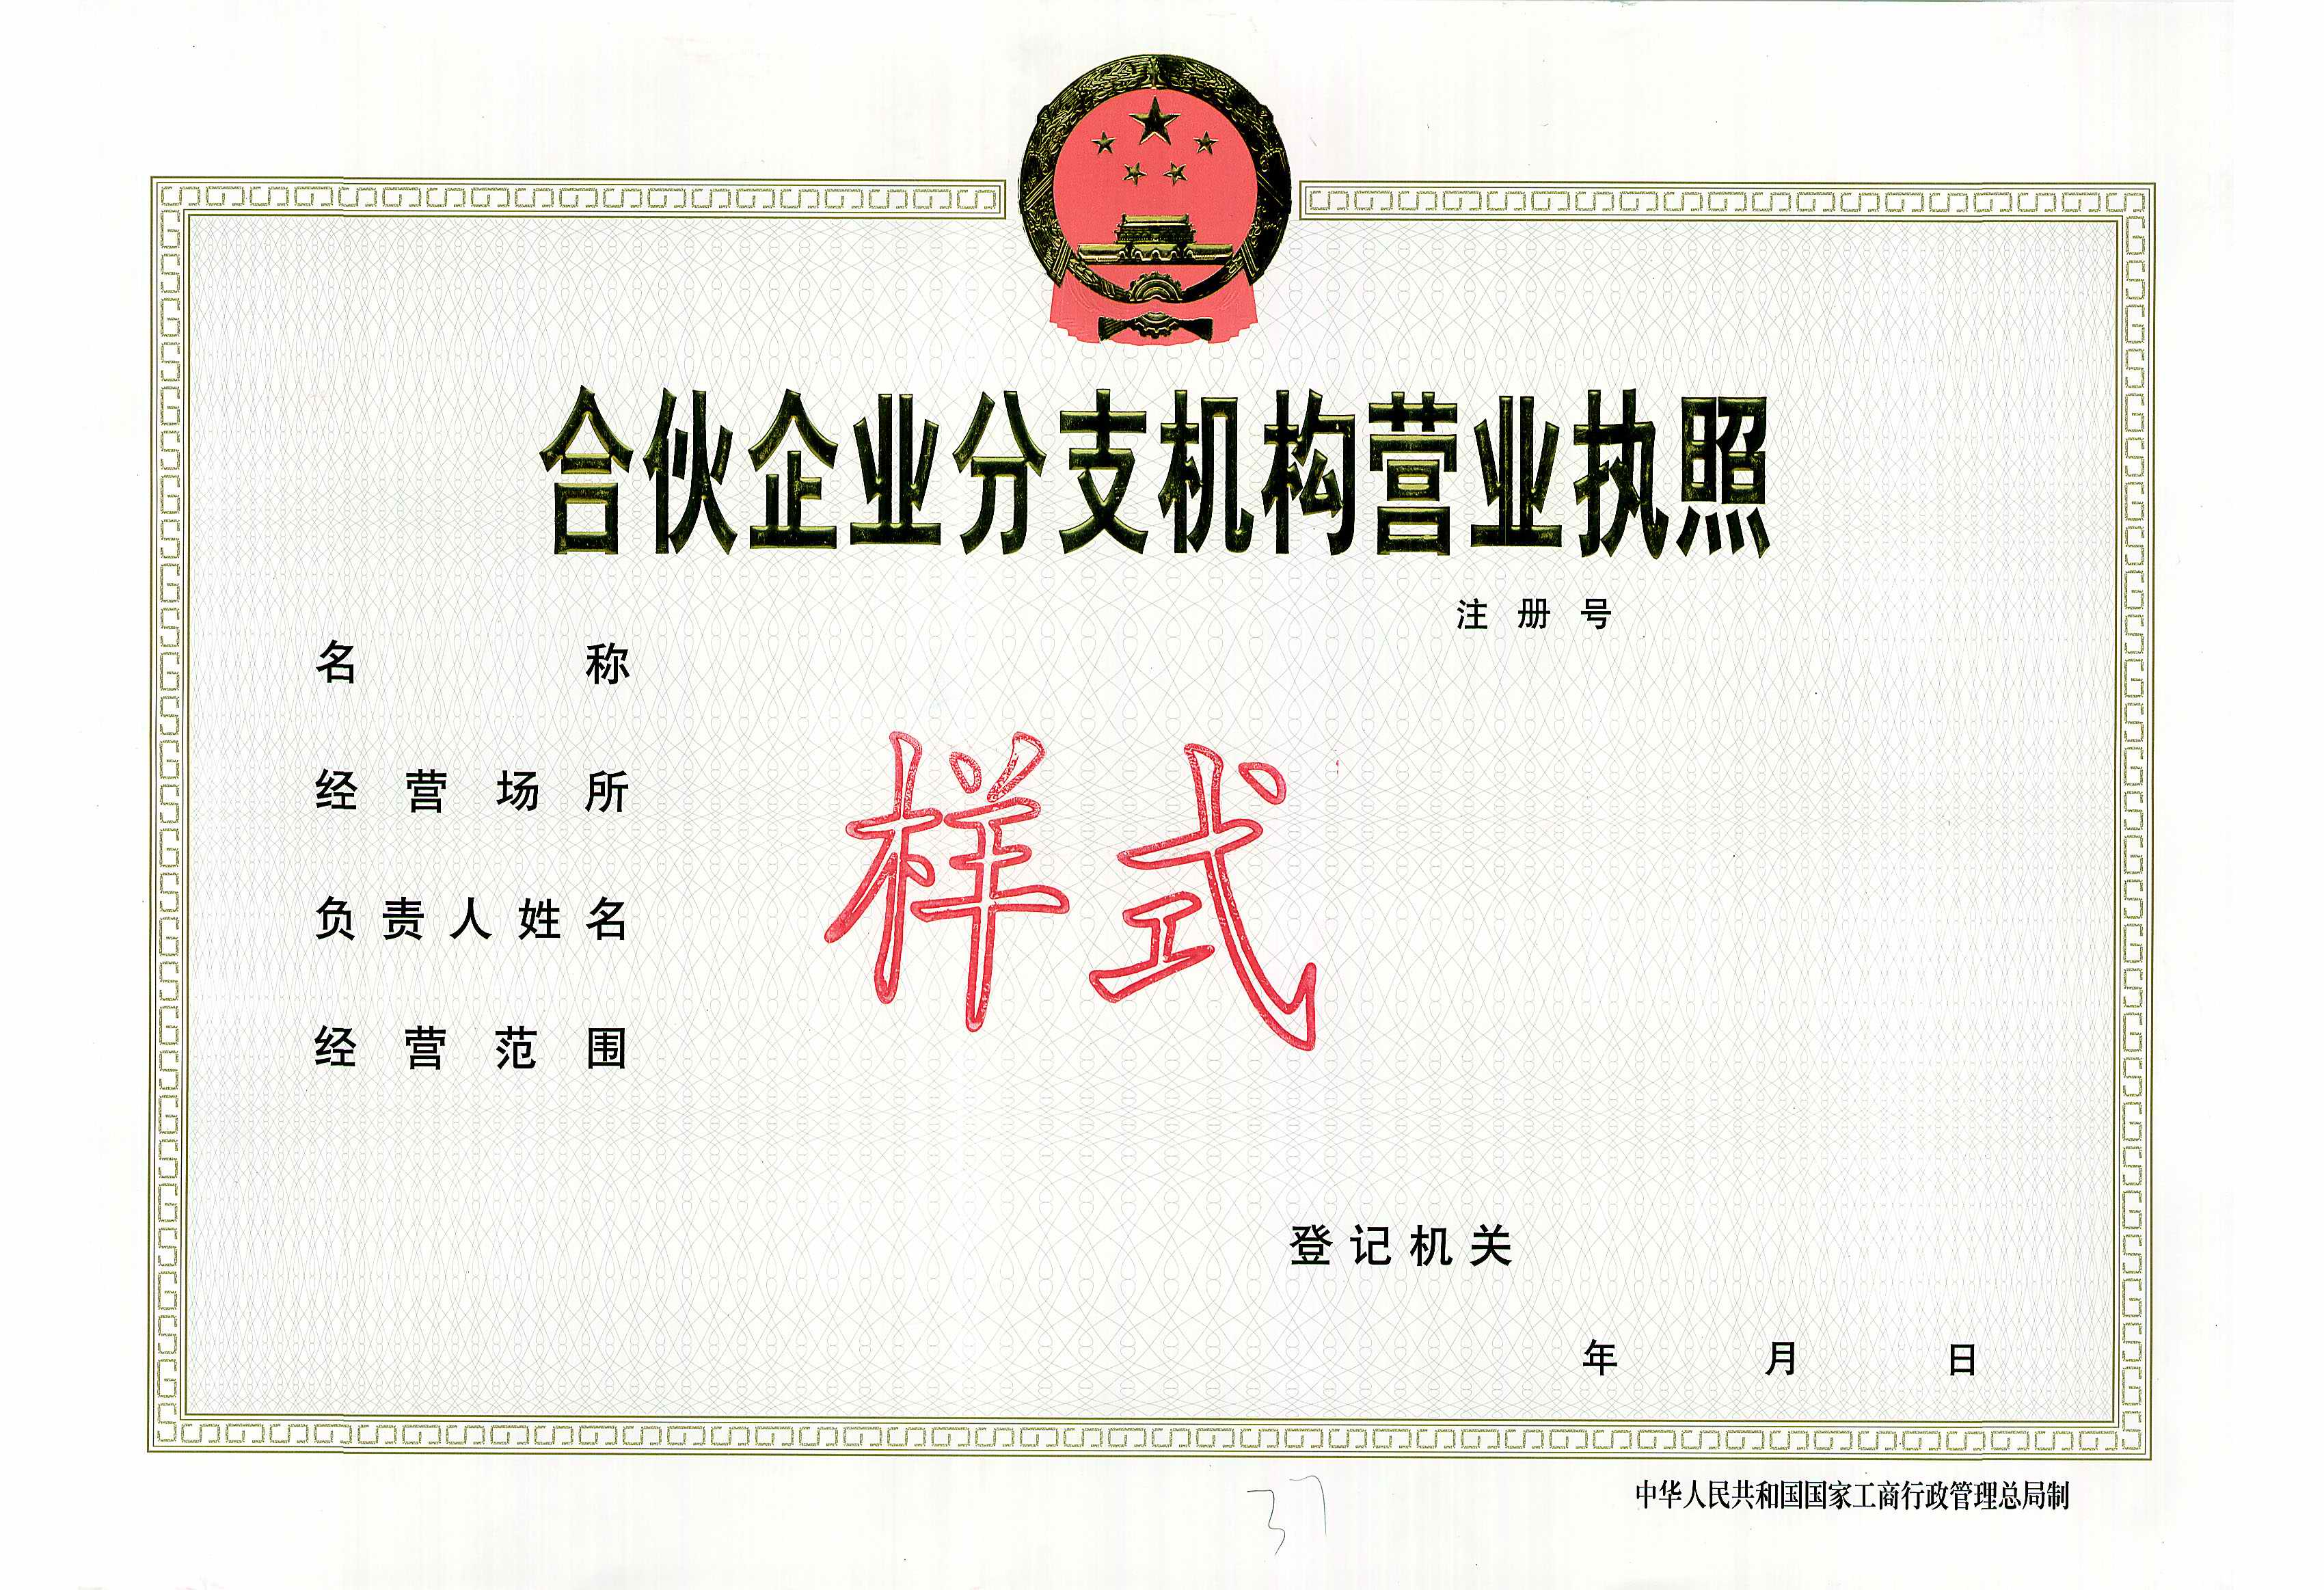 合伙企业分支机构营业执照
注册号
名称
经营场所
样式
负责人姓名
经营范围
登记机关
年 月 日
中华人民共和国国家工商行政管理总局制
37